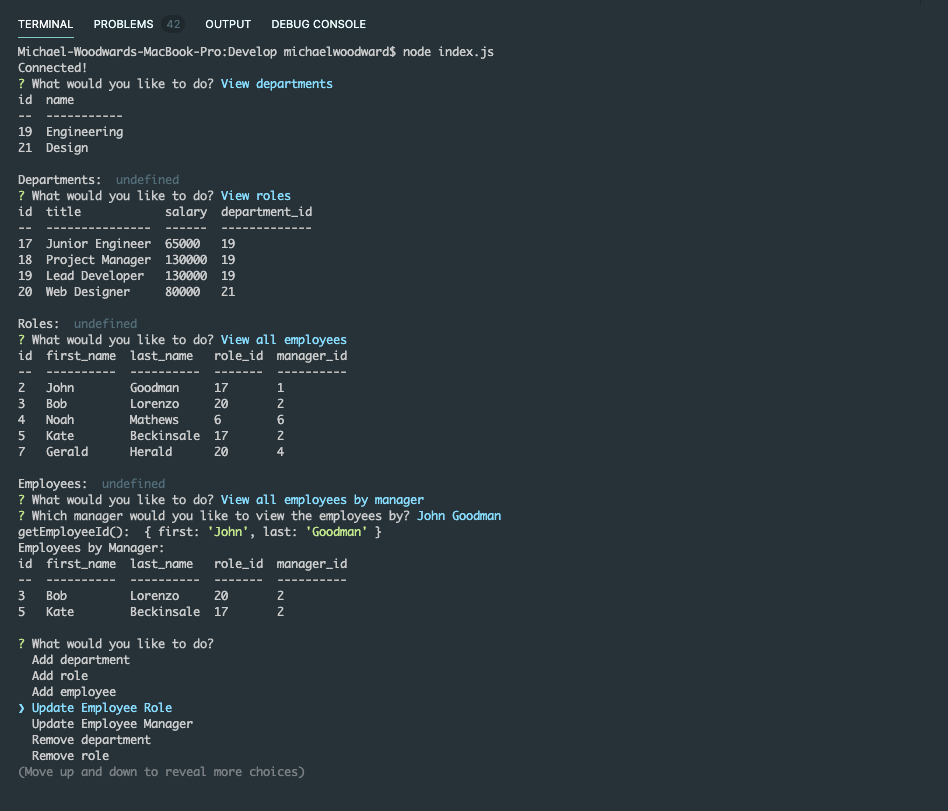 TERMINAL PROBLEMS 42 OUTPUT DEBUG CONSOLE
Michael-Woodwards-MacBook-Pro:Develop michaelwoodward$ node index.js
Connected!
? What would you like to do? View departments
id  name
--  -----------
19  Engineering
21  Design
Departments:  undefined
? What would you like to do? View roles
id  title            salary  department_id
--  ---------------  ------  -------------
17  Junior Engineer  65000   19
18  Project Manager  130000  19
19  Lead Developer   130000  19
20  Web Designer     80000   21
Roles:  undefined
? What would you like to do? View all employees
id  first_name  last_name   role_id  manager_id
--  ----------  ----------  -------  ----------
2   John        Goodman     17       1
3   Bob         Lorenzo     20       2
4   Noah        Mathews     6        6
5   Kate        Beckinsale  17       2
7   Gerald      Herald      20       4
Employees:  undefined
? What would you like to do? View all employees by manager
? Which manager would you like to view the employees by? John Goodman
getEmployeeId():  { first: 'John', last: 'Goodman' }
Employees by Manager:
id  first_name  last_name   role_id  manager_id
--  ----------  ----------  -------  ----------
3   Bob         Lorenzo     20       2
5   Kate        Beckinsale  17       2
? What would you like to do?
Add department
Add role
Add employee
❯ Update Employee Role
Update Employee Manager
Remove department
Remove role
(Move up and down to reveal more choices)